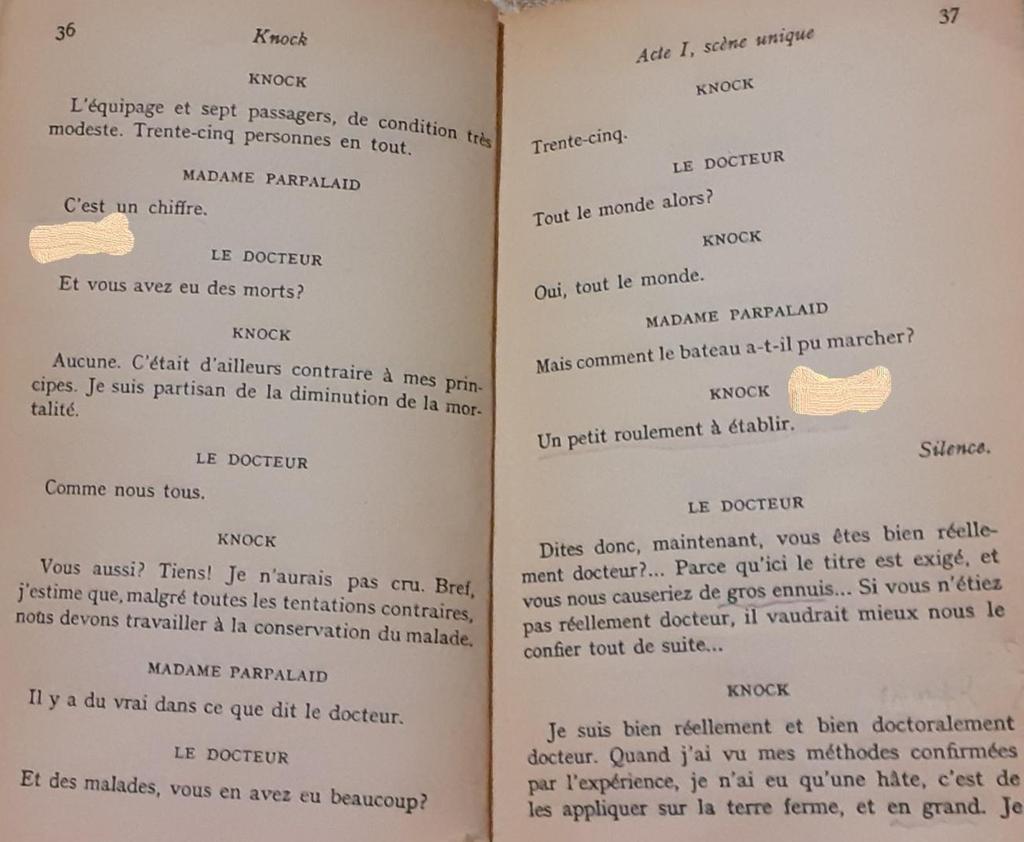 36
Knock
KNOCK
L'équipage et sept passagers, de condition très
modeste. Trente-cinq personnes en tout.
MADAME PARPALAID
C'est un chiffre.
LE DOCTEUR
Et vous avez eu des morts?
KNOCK
Aucune. C'était d'ailleurs contraire à mes prin-
cipes. Je suis partisan de la diminution de la mor-
talité.
LE DOCTEUR
Comme nous tous.
KNOCK
Vous aussi? Tiens! Je n'aurais pas cru. Bref,
j'estime que, malgré toutes les tentations contraires,
nous devons travailler à la conservation du malade.
MADAME PARPALAID
Il y a du vrai dans ce que dit le docteur.
LE DOCTEUR
Et des malades, vous en avez eu beaucoup?
37
Acte I, scène unique
KNOCK
Trente-cinq.
LE DOCTEUR
Tout le monde alors?
KNOCK
Oui, tout le monde.
MADAME PARPALAID
Mais comment le bateau a-t-il pu marcher?
KNOCK
Un petit roulement à établir.
Silence.
LE DOCTEUR
Dites donc, maintenant, vous êtes bien réelle-
ment docteur?... Parce qu'ici le titre est exigé, et
vous nous causeriez de gros ennuis... Si vous n'étiez
pas réellement docteur, il vaudrait mieux nous le
confier tout de suite...
KNOCK
Je suis bien réellement et bien doctoralement
docteur. Quand j'ai vu mes méthodes confirmées
par l'expérience, je n'ai eu qu'une hâte, c'est de
les appliquer sur la terre ferme, et en grand. Je